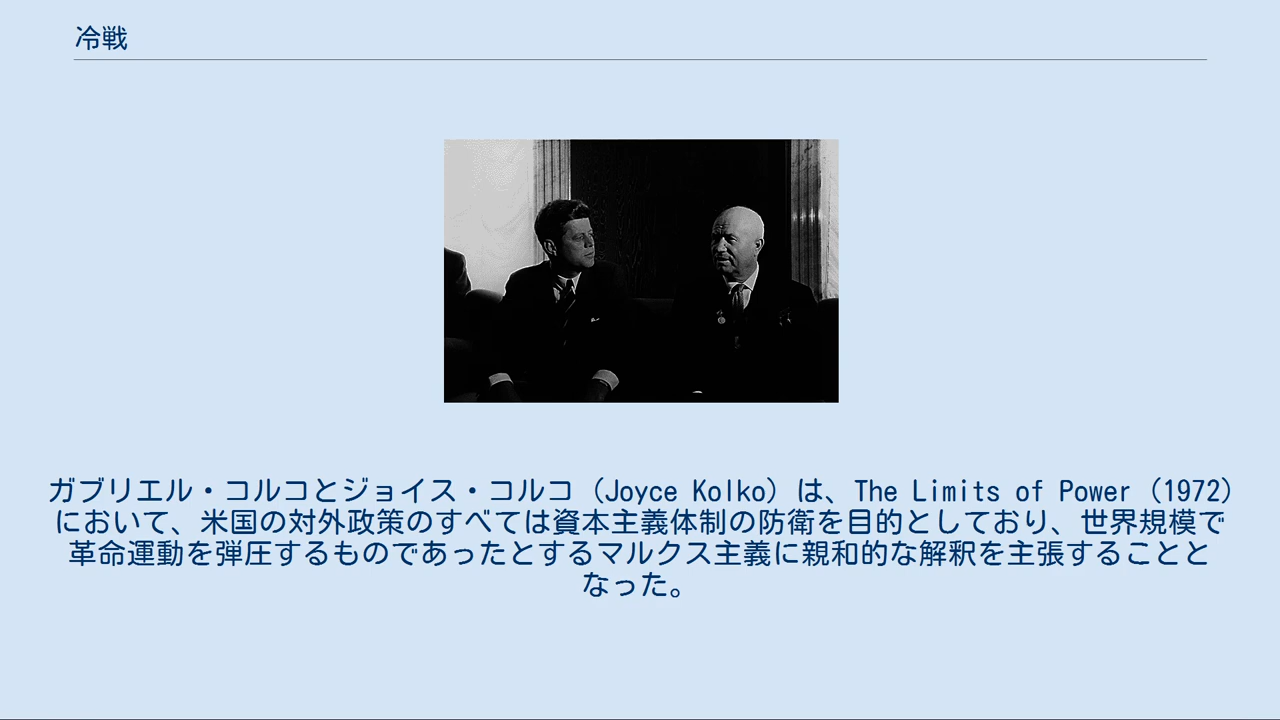 冷戦
ガブリエル・コルコとジョイス・コルコ（Joyce Kolko）は、The Limits of Power（1972）
において、米国の対外政策のすべては資本主義体制の防衛を目的としており、世界規模で
革命運動を弾圧するものであったとするマルクス主義に親和的な解釈を主張することと
なった。